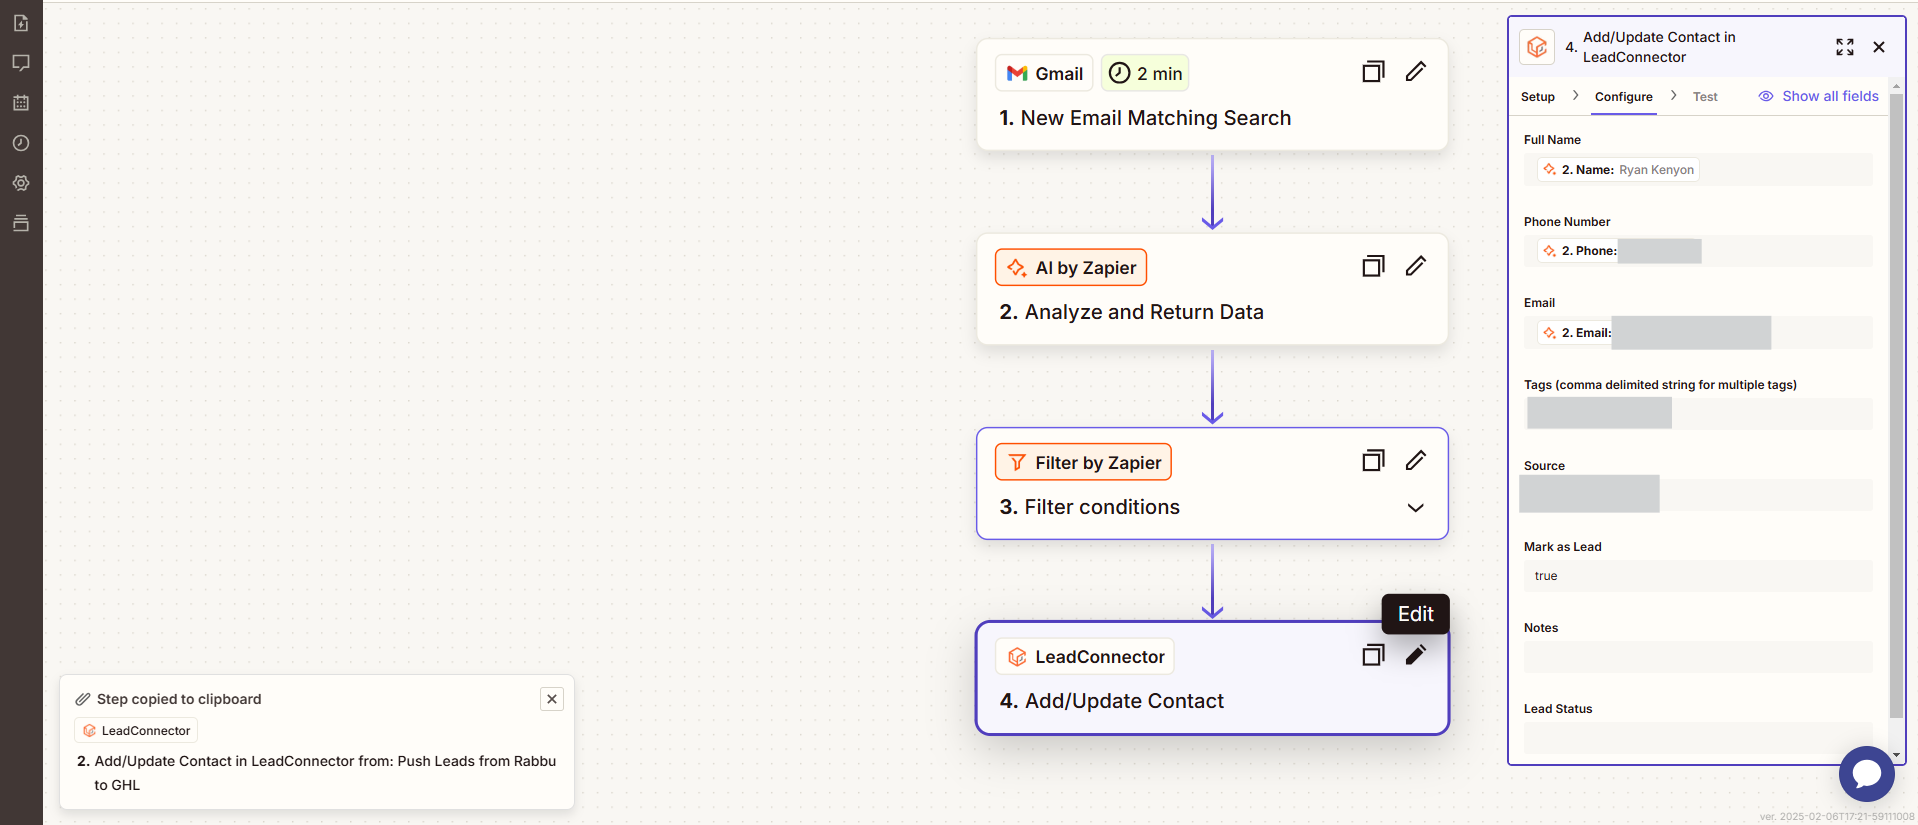 Gmail
2 min
1. New Email Matching Search
AI by Zapier
2. Analyze and Return Data
Filter by Zapier
3. Filter conditions
Edit
LeadConnector
4. Add/Update Contact
Step copied to clipboard
LeadConnector
2. Add/Update Contact in LeadConnector from: Push Leads from Rabbu
to GHL
4. Add/Update Contact in
LeadConnector
Setup
Configure
Test
Show all fields
Full Name
2. Name: Ryan Kenyon
Phone Number
2. Phone:
Email
2. Email:
Tags (comma delimited string for multiple tags)
Source
Mark as Lead
true
Notes
Lead Status
ver. 2025-02-06T17:21-59111008